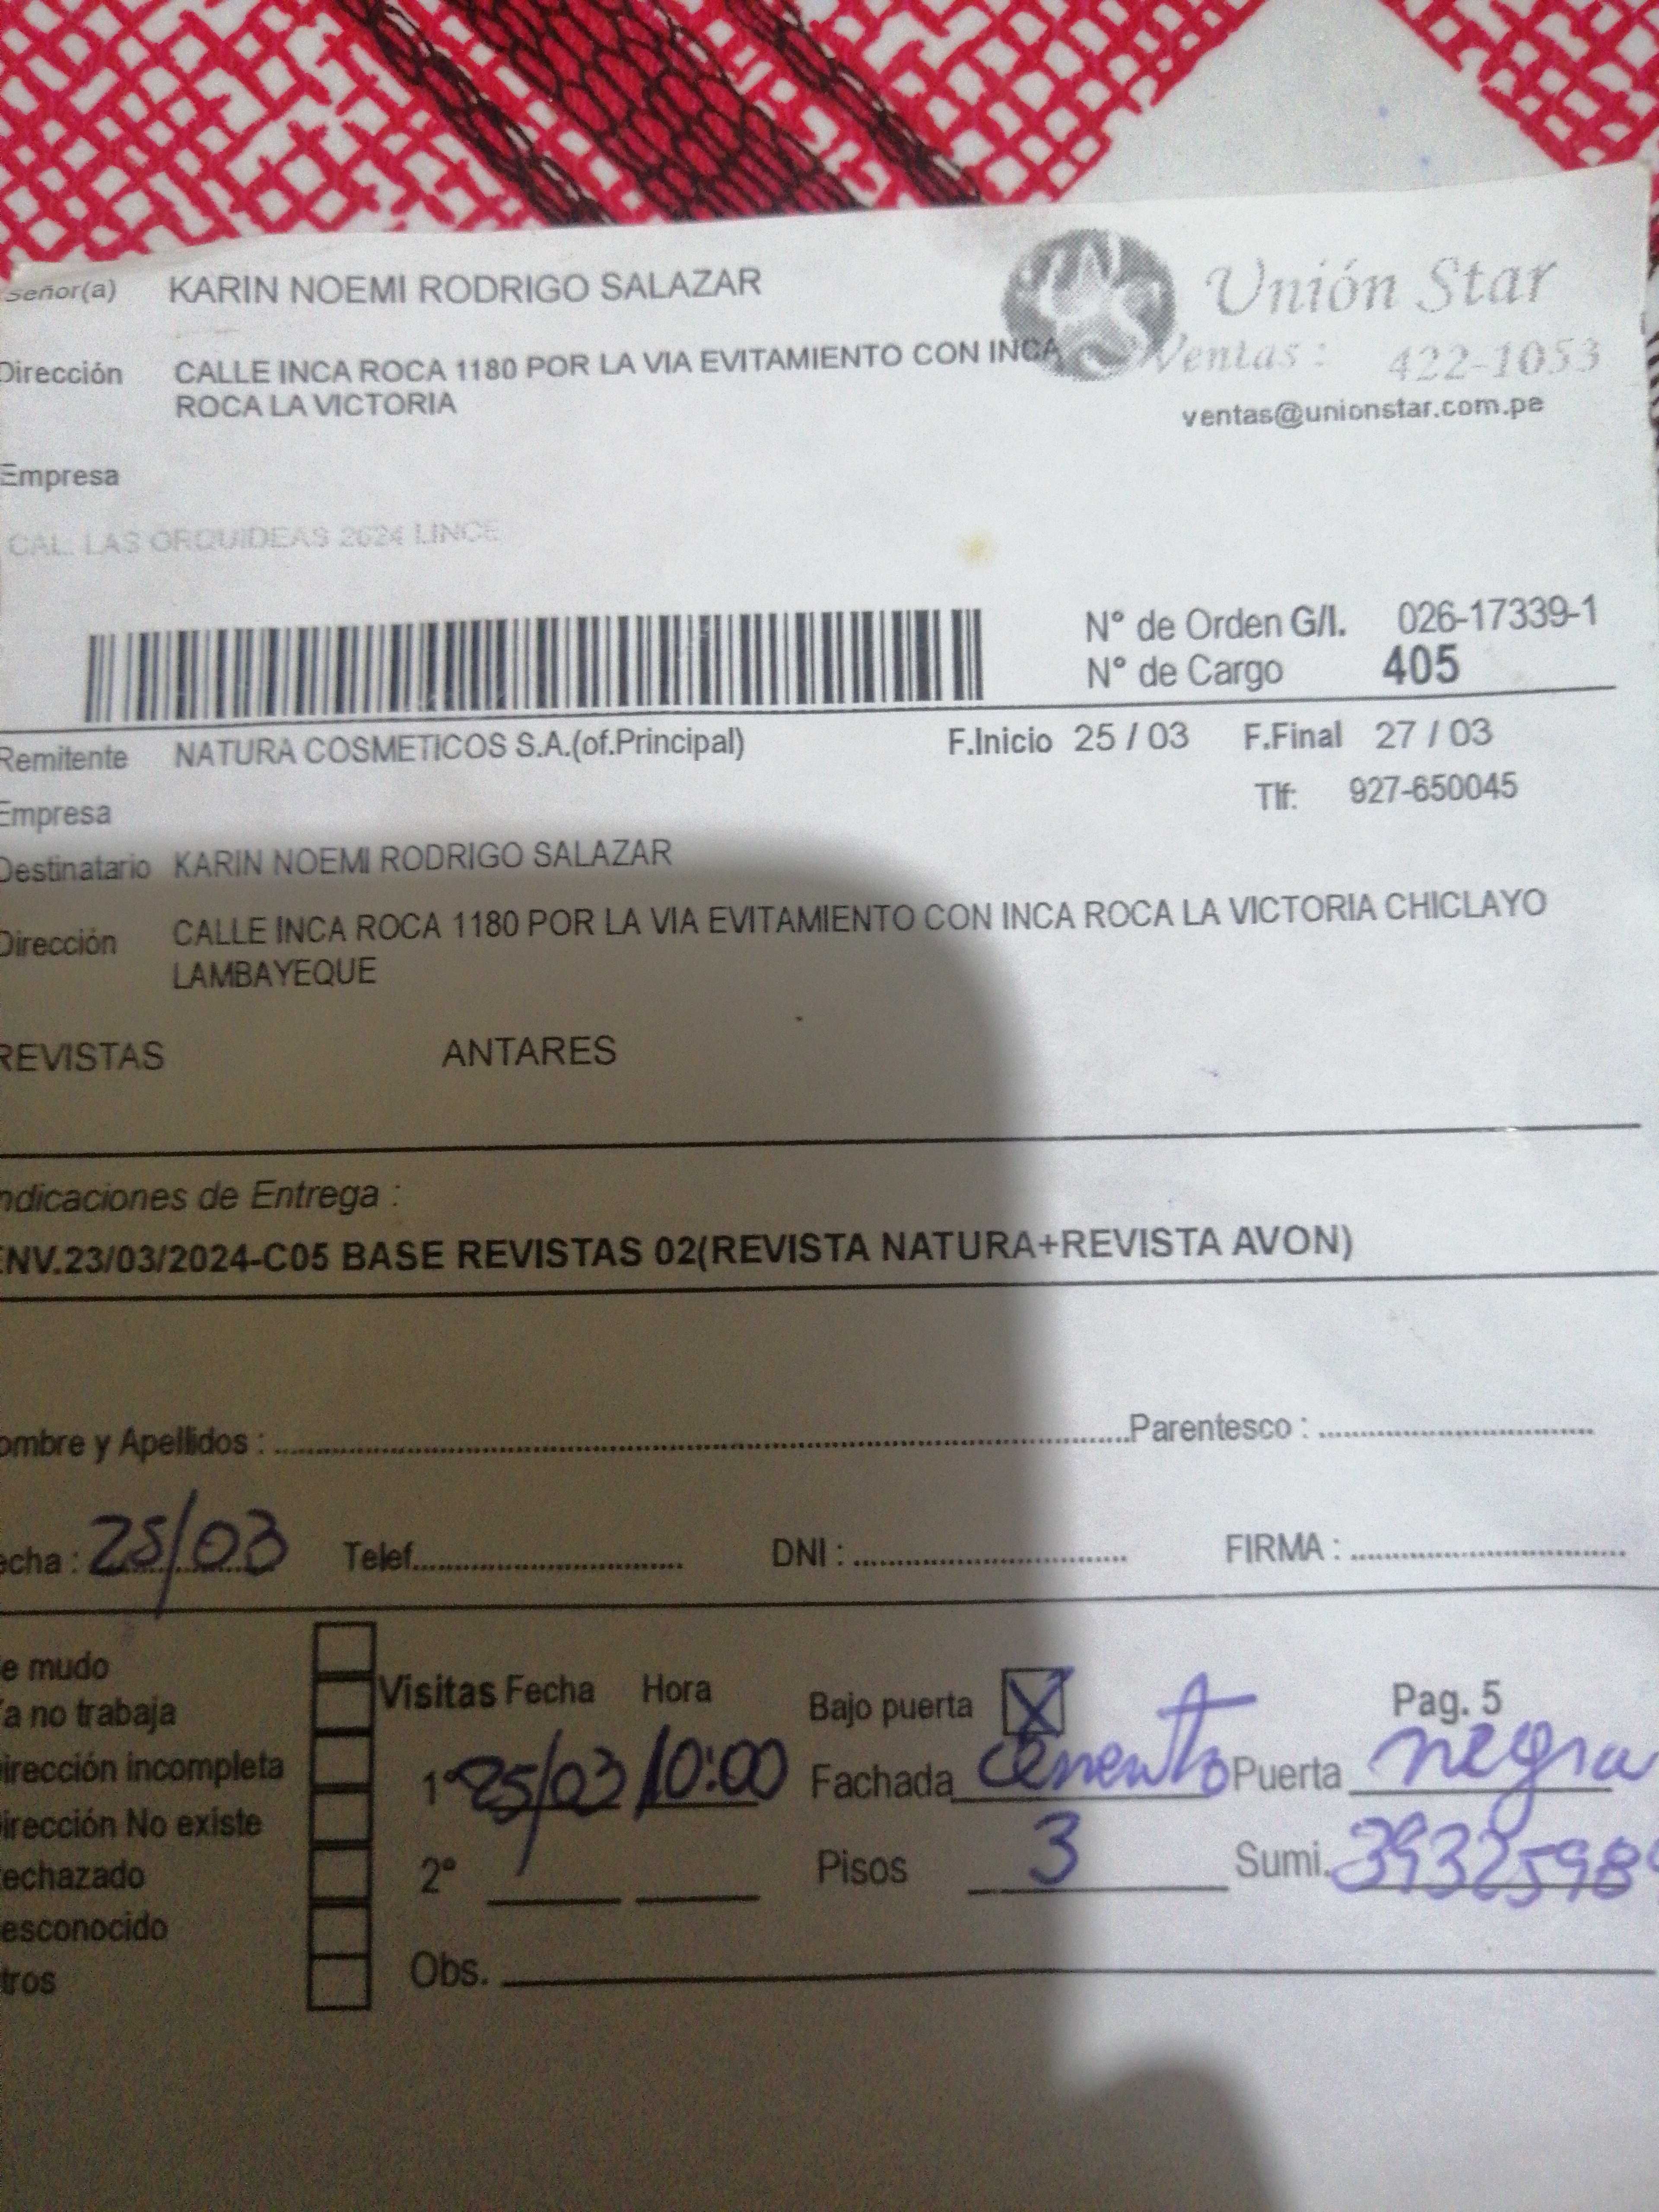 Señor(a) KARIN NOEMI RODRIGO SALAZAR
Unión Star
Ventas : 422-1053
ventas@unionstar.com.pe
Dirección CALLE INCA ROCA 1180 POR LA VIA EVITAMIENTO CON INCA
ROCA LA VICTORIA
Empresa
CAL. LAS ORQUIDEAS 2624 LINCE
N° de Orden G/I. 026-17339-1
N° de Cargo 405
Remitente NATURA COSMETICOS S.A.(of.Principal) F.Inicio 25 / 03 F.Final 27 / 03
Empresa Tlf: 927-650045
Destinatario KARIN NOEMI RODRIGO SALAZAR
Dirección CALLE INCA ROCA 1180 POR LA VIA EVITAMIENTO CON INCA ROCA LA VICTORIA CHICLAYO
LAMBAYEQUE
REVISTAS ANTARES
ndicaciones de Entrega :
ENV.23/03/2024-C05 BASE REVISTAS 02(REVISTA NATURA+REVISTA AVON)
ombre y Apellidos : Parentesco :
echa : 25/03 Telef. DNI : FIRMA :
e mudo
a no trabaja
irección incompleta
irección No existe
echazado
esconocido
tros
Visitas Fecha Hora Bajo puerta X Pag. 5
1° 25/03 10:00 Fachada cemento Puerta negra
2° Pisos 3 Sumi. 3932598
Obs.